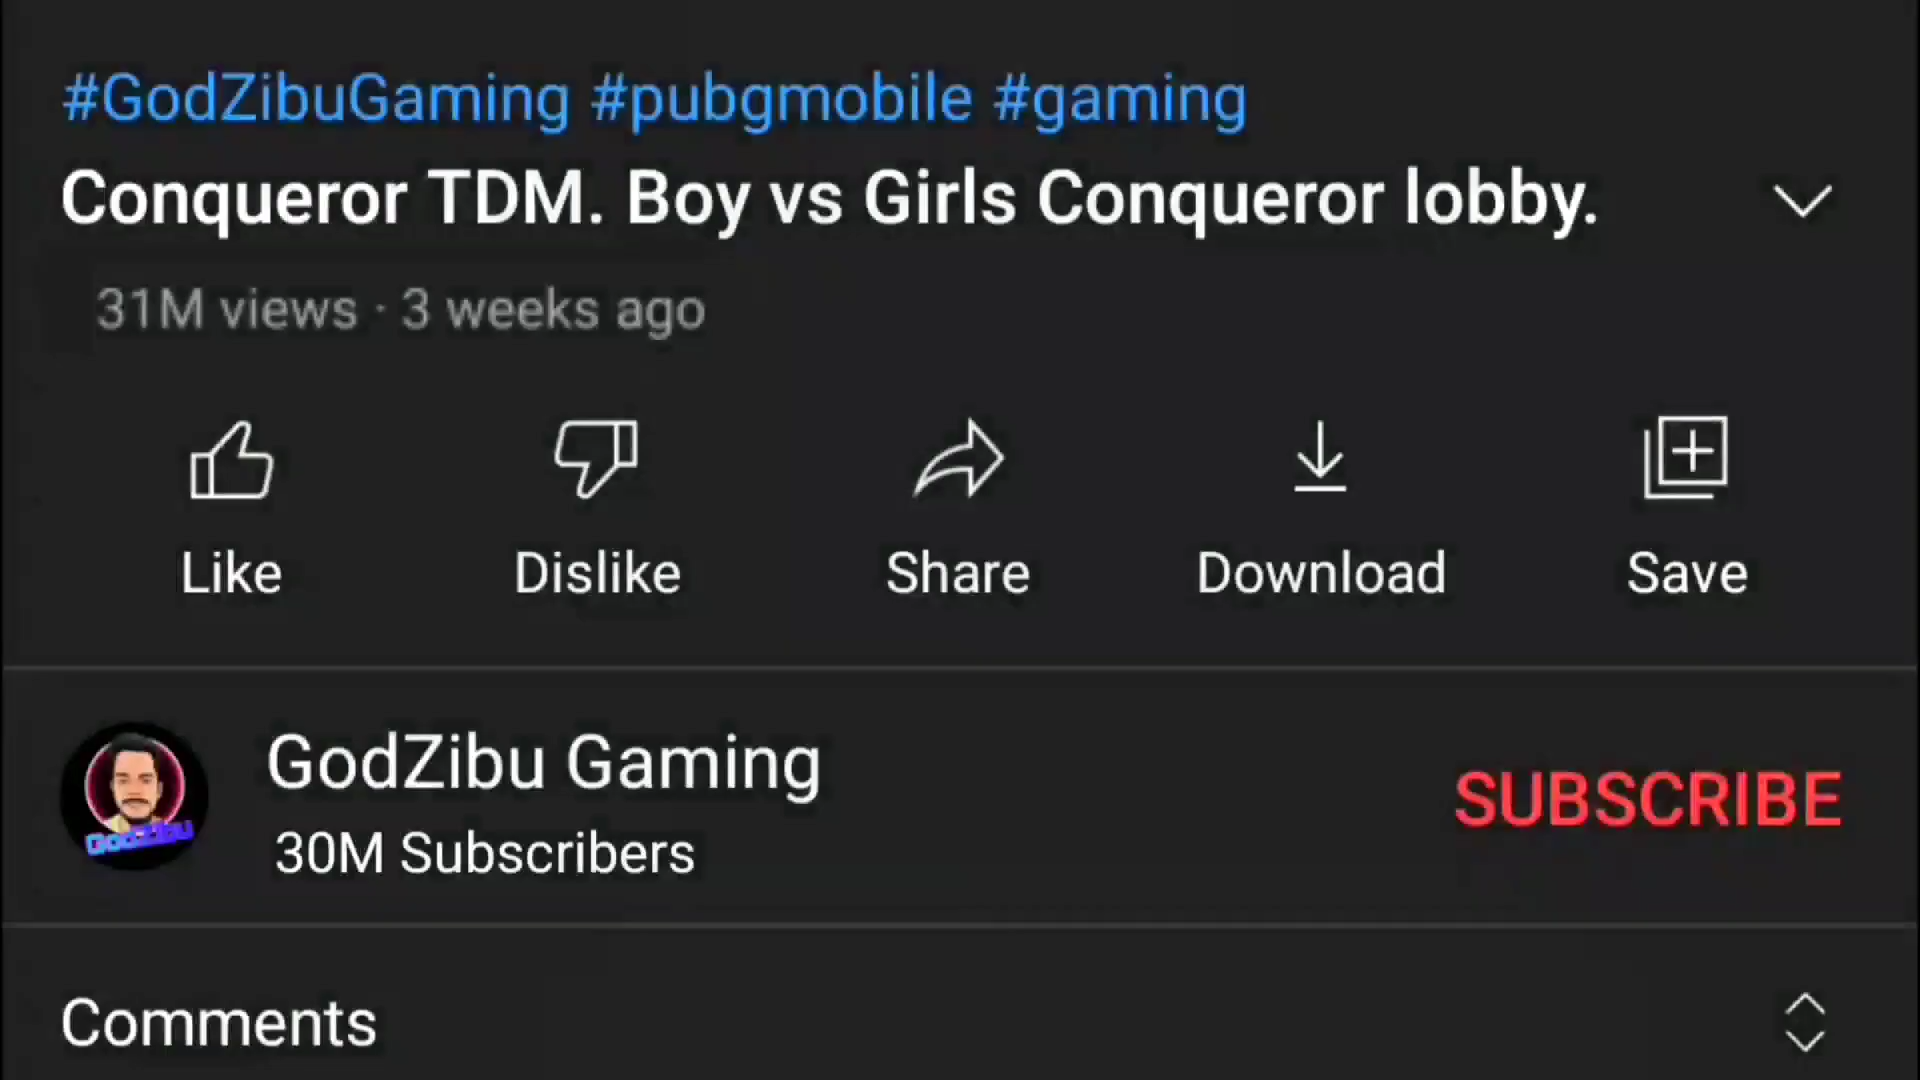 #GodZibuGaming #pubgmobile #gaming
Conqueror TDM. Boy vs Girls Conqueror lobby.
31M views · 3 weeks ago
Like Dislike Share Download Save
GodZibu Gaming
GodZibu
30M Subscribers
SUBSCRIBE
Comments